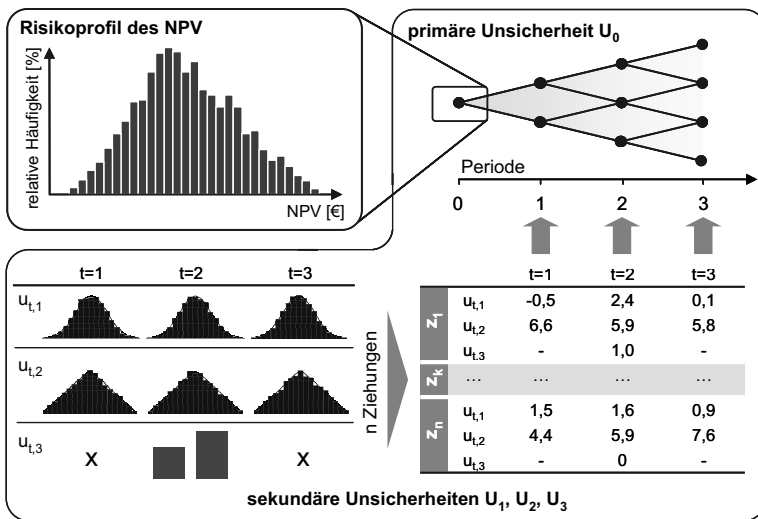 Risikoprofil des NPV
relative Häufigkeit [%]
NPV [€]
primäre Unsicherheit U0
Periode
0 1 2 3
t=1 t=2 t=3
ut,1
ut,2
ut,3 X X
n Ziehungen
t=1 t=2 t=3
z1
ut,1 -0,5 2,4 0,1
ut,2 6,6 5,9 5,8
ut.3 - 1,0 -
zk ... ... ... ...
zn
ut,1 1,5 1,6 0,9
ut,2 4,4 5,9 7,6
ut,3 - 0 -
sekundäre Unsicherheiten U1, U2, U3